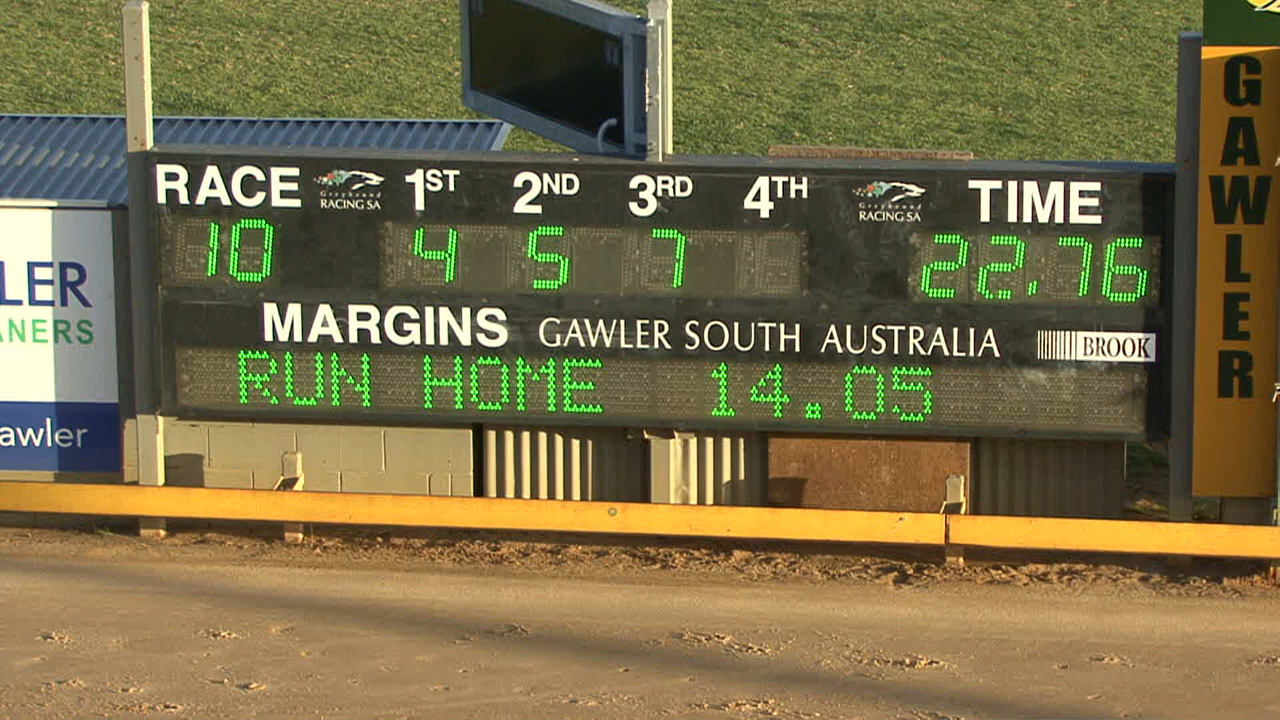 RACE Greyhound RACING SA 1ST 2ND 3RD 4TH Greyhound RACING SA TIME
10 4 5 7 22.76
MARGINS GAWLER SOUTH AUSTRALIA BROOK
RUN HOME 14.05
LER
ANERS
awler
GAWLER